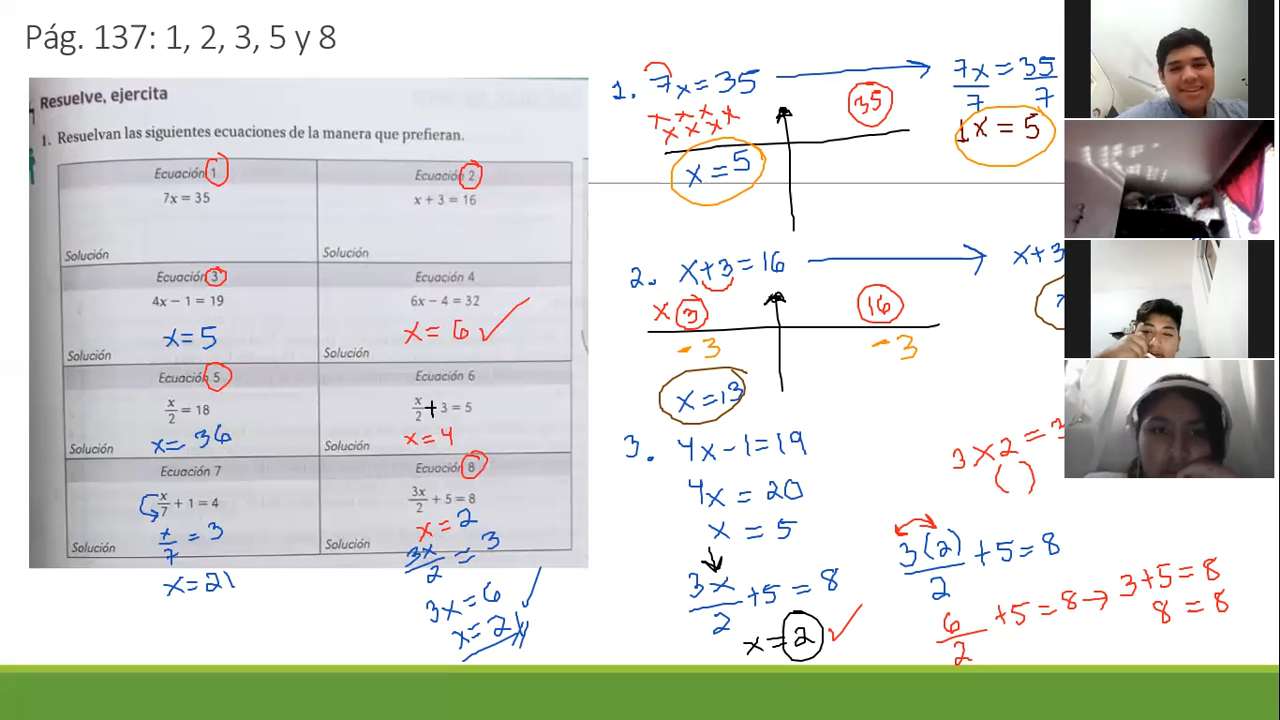 Pág. 137: 1, 2, 3, 5 y 8
Resuelve, ejercita
1. Resuelvan las siguientes ecuaciones de la manera que prefieran.
Ecuación 1
7x = 35
Solución
Ecuación 2
x + 3 = 16
Solución
Ecuación 3
4x – 1 = 19
x = 5
Solución
Ecuación 4
6x – 4 = 32
x = 6
Solución
Ecuación 5
x/2 = 18
x = 36
Solución
Ecuación 6
x/2 + 3 = 5
x = 4
Solución
Ecuación 7
x/7 + 1 = 4
x/7 = 3
Solución
x = 21
Ecuación 8
3x/2 + 5 = 8
x = 2
Solución
3x/2 = 3
3x = 6
x = 2
1. 7x = 35
x x x x
x x x
35
x = 5
7x/7 = 35/7
1x = 5
2. x + 3 = 16
x 3
16
- 3
- 3
x = 13
x + 3
3. 4x - 1 = 19
4x = 20
x = 5
3x/2 + 5 = 8
x = 2
3 x 2 = 3
( )
3(2)/2 + 5 = 8
6/2 + 5 = 8 → 3 + 5 = 8
8 = 8